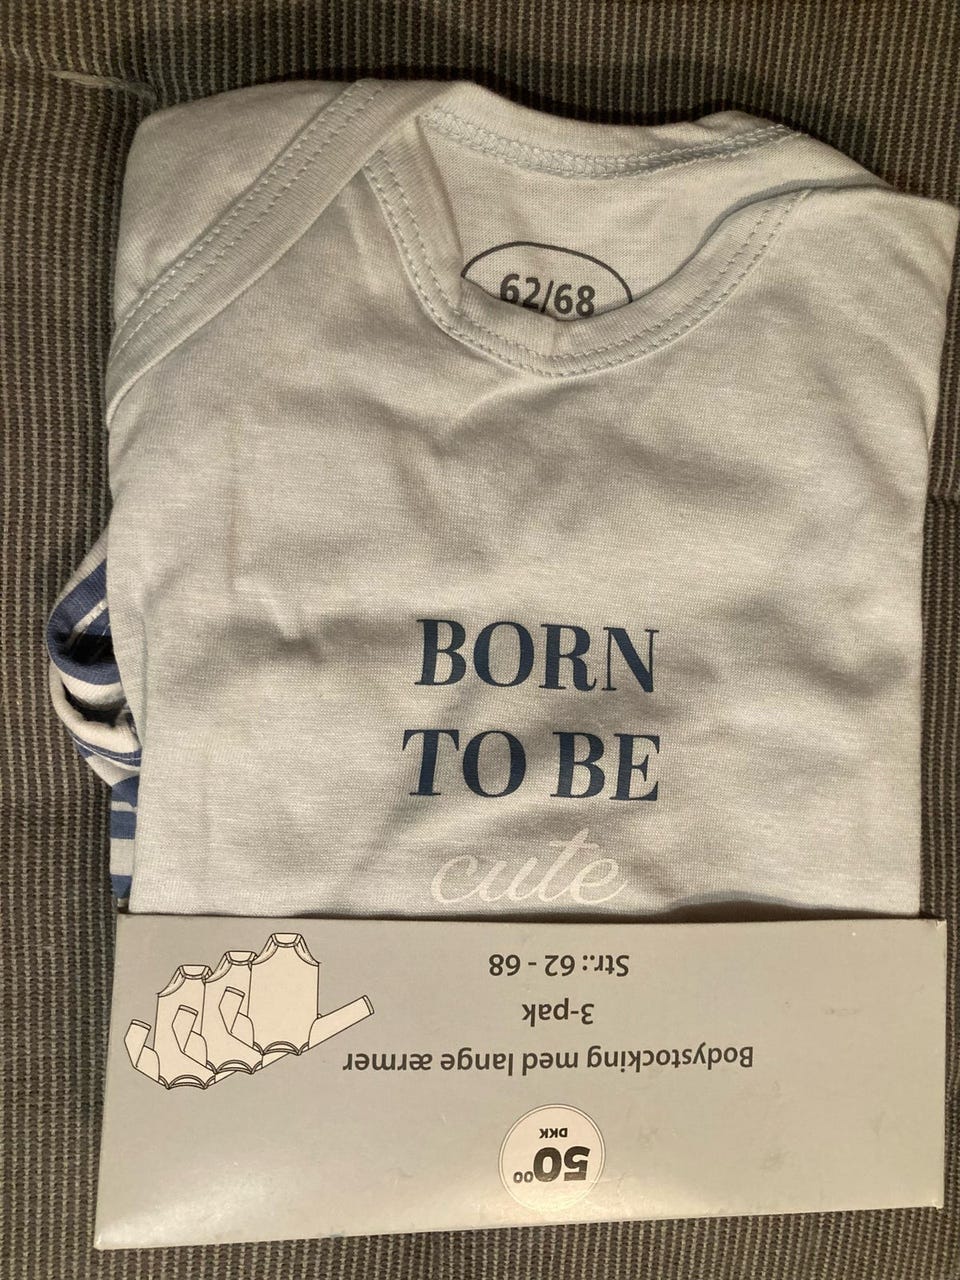 62/68
BORN
TO BE
cute
5000
DKK
Bodystocking med lange ærmer
3-pak
Str.: 62 - 68